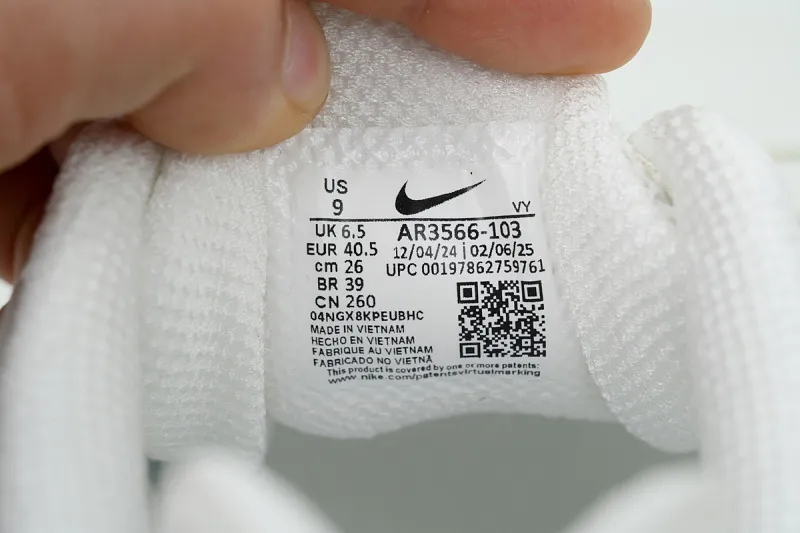 US
9
VY
UK 6.5
AR3566-103
EUR 40.5
12/04/24 | 02/06/25
cm 26
UPC 00197862759761
BR 39
CN 260
04NGX8KPEUBHC
MADE IN VIETNAM
HECHO EN VIETNAM
FABRIQUE AU VIETNAM
FABRICADO NO VIETNÃ
This product is covered by one or more patents:
www.nike.com/patentsvirtualmarking